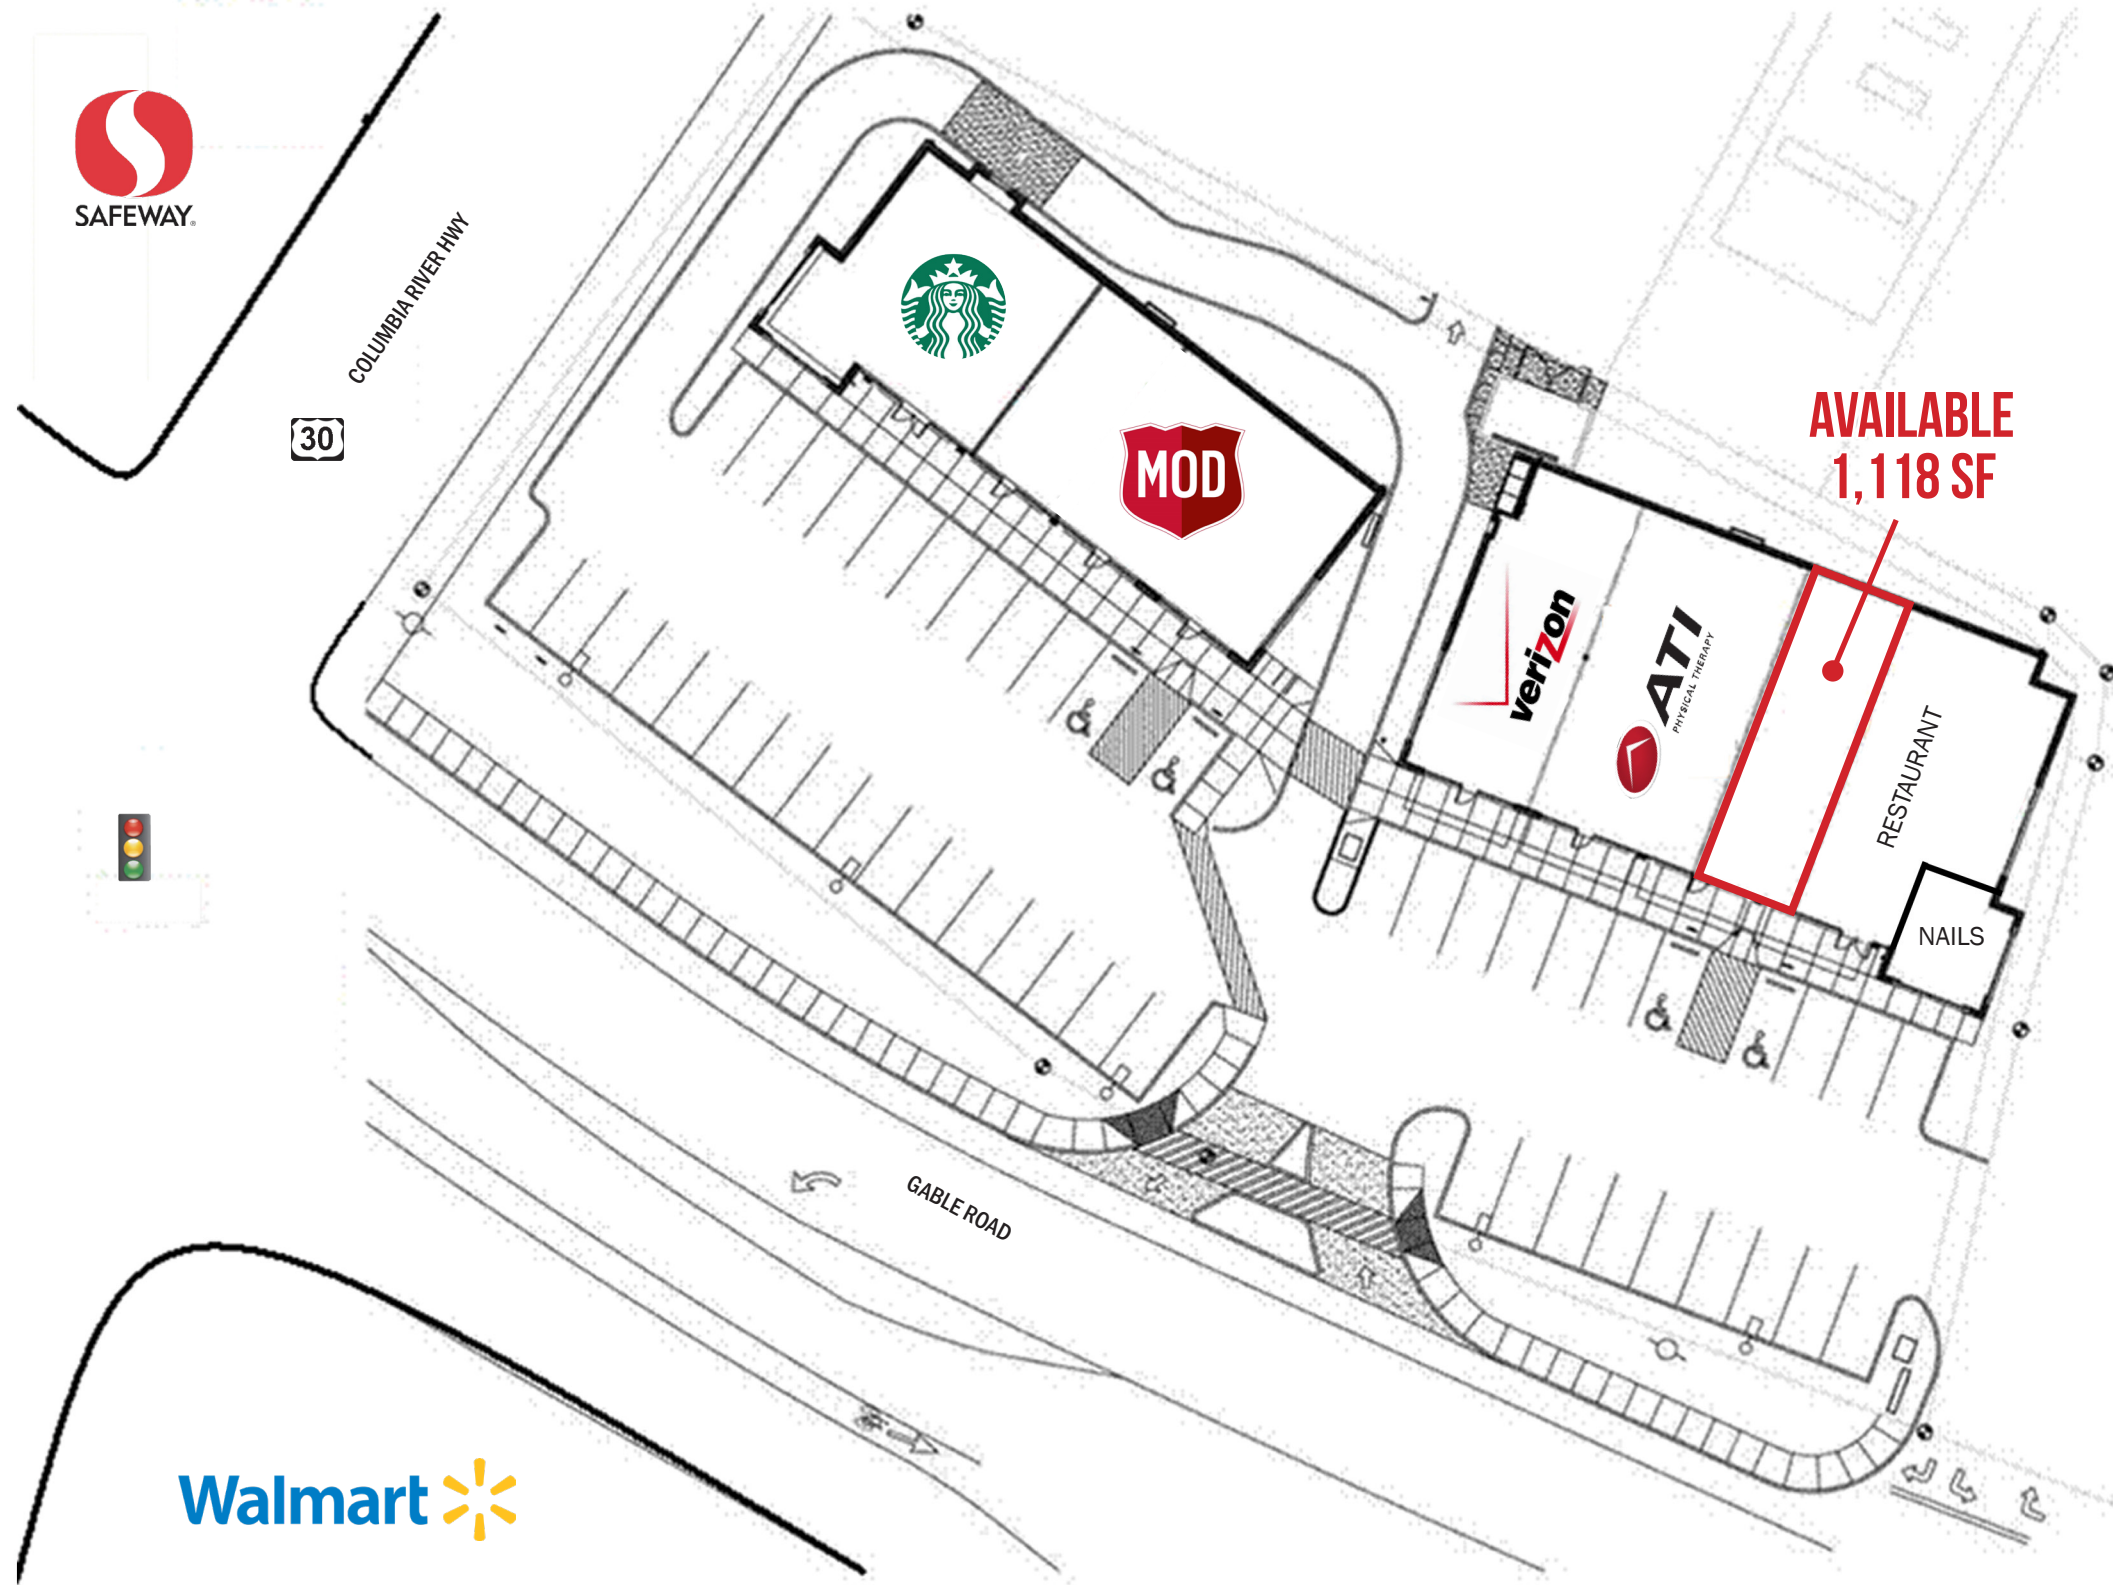 SAFEWAY
COLUMBIA RIVER HWY
30
MOD
AVAILABLE
1,118 SF
verizon
ATI
PHYSICAL THERAPY
RESTAURANT
NAILS
GABLE ROAD
Walmart